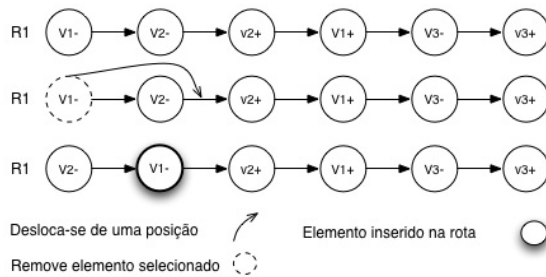 R1 V1- V2- v2+ V1+ V3- v3+
R1 V1- V2- v2+ V1+ V3- v3+
R1 V2- V1- v2+ V1+ V3- v3+
Desloca-se de uma posição
Elemento inserido na rota
Remove elemento selecionado